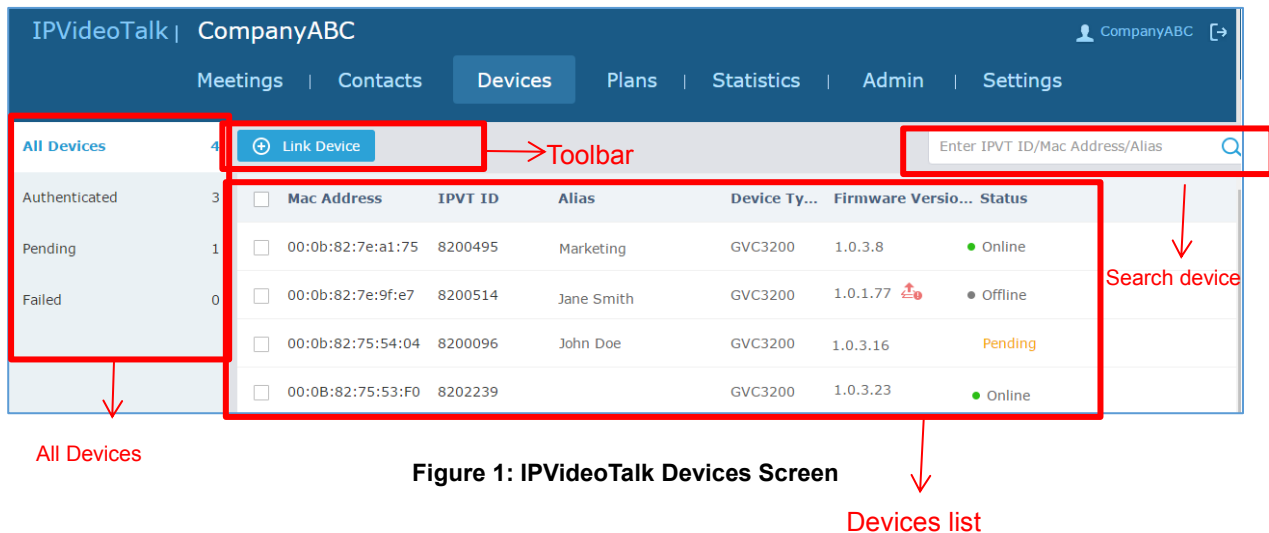 IPVideoTalk | CompanyABC
CompanyABC
Meetings | Contacts Devices Plans | Statistics | Admin | Settings
All Devices 4
Authenticated 3
Pending 1
Failed 0
Link Device
Toolbar
Enter IPVT ID/Mac Address/Alias
Search device
Mac Address IPVT ID Alias Device Ty... Firmware Versio... Status
00:0b:82:7e:a1:75 8200495 Marketing GVC3200 1.0.3.8 Online
00:0b:82:7e:9f:e7 8200514 Jane Smith GVC3200 1.0.1.77 Offline
00:0b:82:75:54:04 8200096 John Doe GVC3200 1.0.3.16 Pending
00:0B:82:75:53:F0 8202239 GVC3200 1.0.3.23 Online
All Devices
Figure 1: IPVideoTalk Devices Screen
Devices list